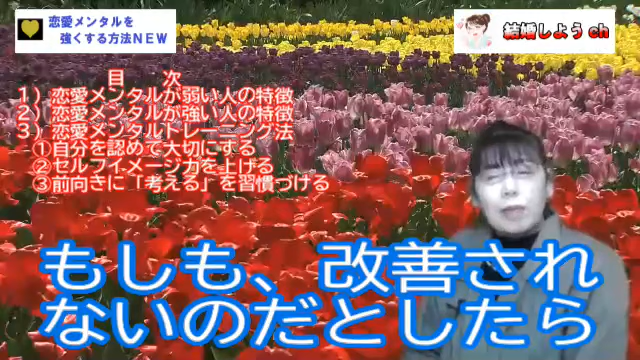 恋愛メンタルを
強くする方法NEW
結婚しよう ch
目 次
1）恋愛メンタルが弱い人の特徴
2）恋愛メンタルが強い人の特徴
3）恋愛メンタルトレーニング法
①自分を認めて大切にする
②セルフイメージ力を上げる
③前向きに「考える」を習慣づける
もしも、改善され
ないのだとしたら